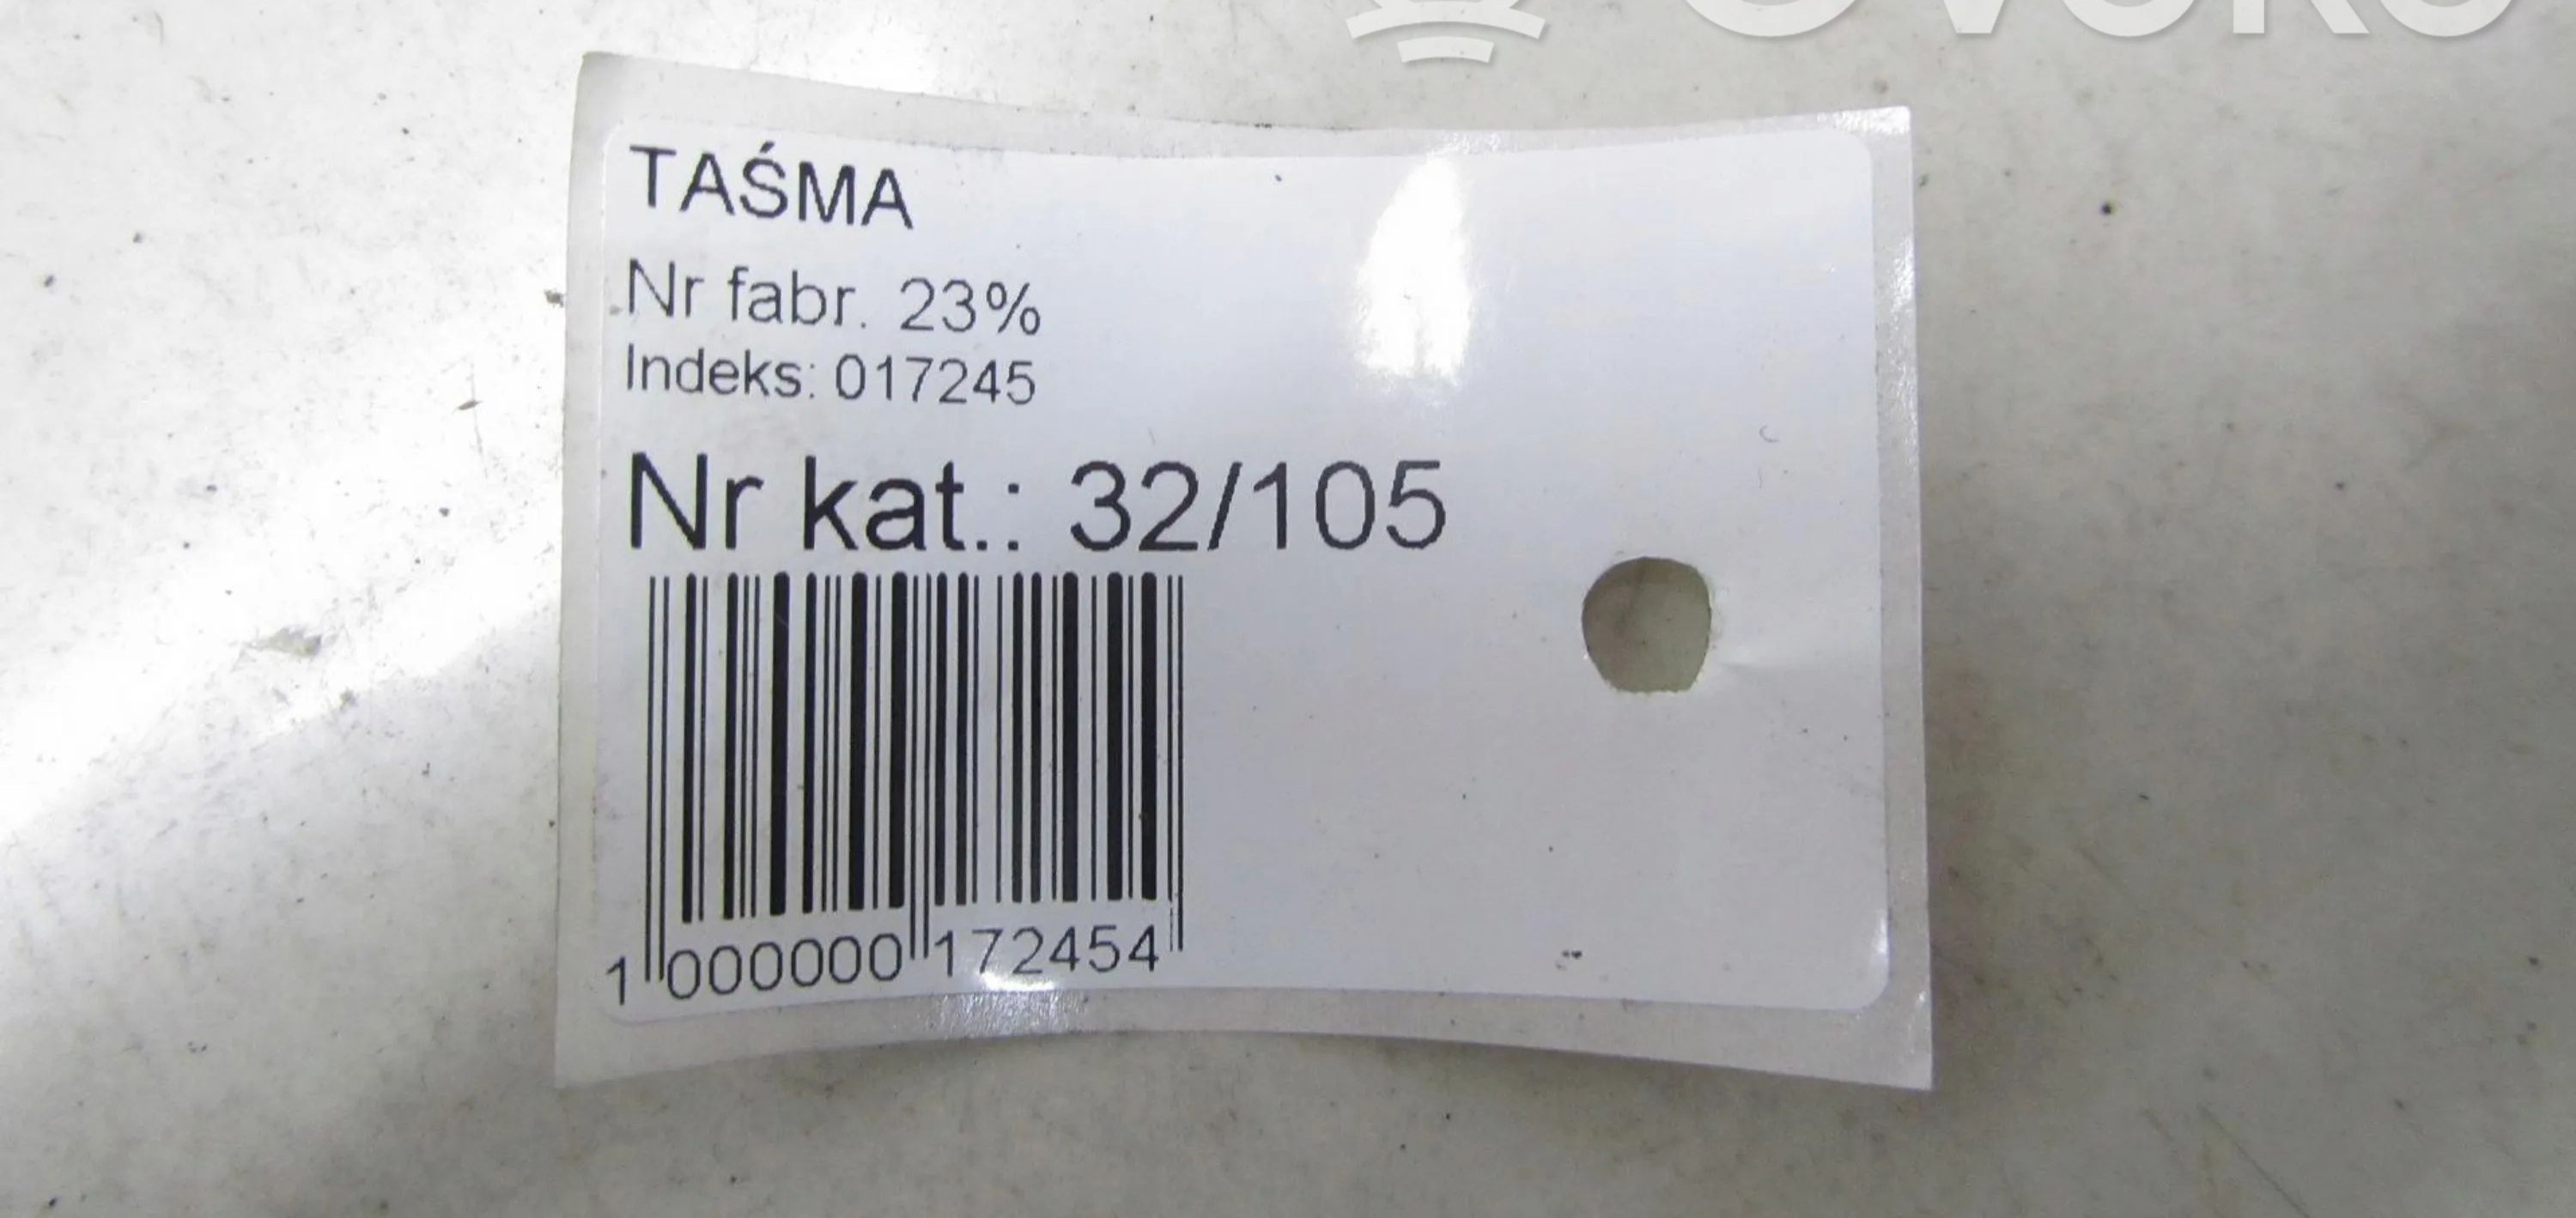 TAŚMA
Nr fabr. 23%
Indeks: 017245
Nr kat.: 32/105
1 000000 172454